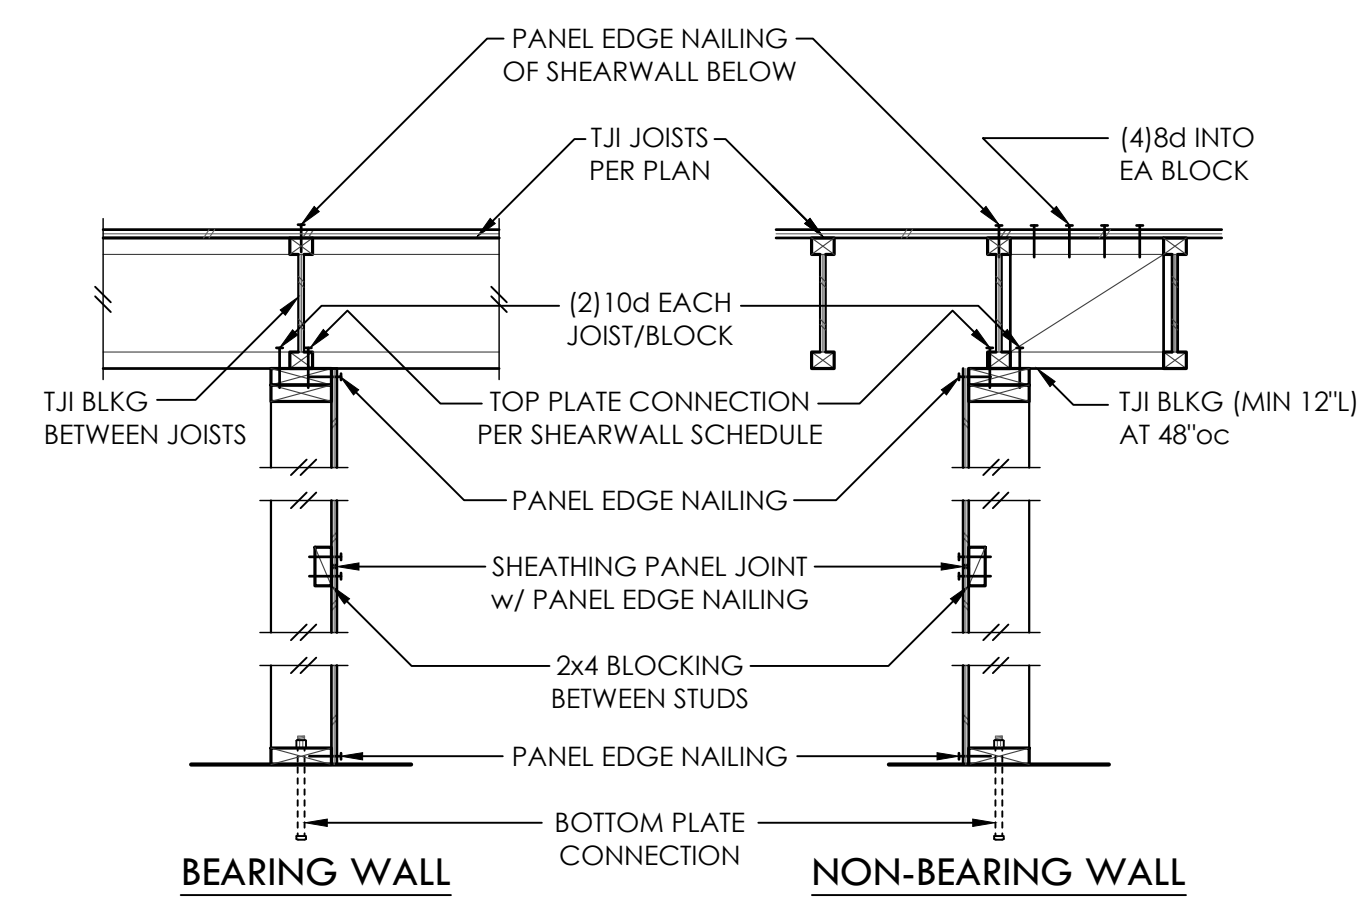 PANEL EDGE NAILING
OF SHEARWALL BELOW
TJI JOISTS
PER PLAN
(4)8d INTO
EA BLOCK
(2)10d EACH
JOIST/BLOCK
TJI BLKG
BETWEEN JOISTS
TOP PLATE CONNECTION
PER SHEARWALL SCHEDULE
TJI BLKG (MIN 12"L)
AT 48"oc
PANEL EDGE NAILING
SHEATHING PANEL JOINT
w/ PANEL EDGE NAILING
2x4 BLOCKING
BETWEEN STUDS
PANEL EDGE NAILING
BOTTOM PLATE
CONNECTION
BEARING WALL
NON-BEARING WALL